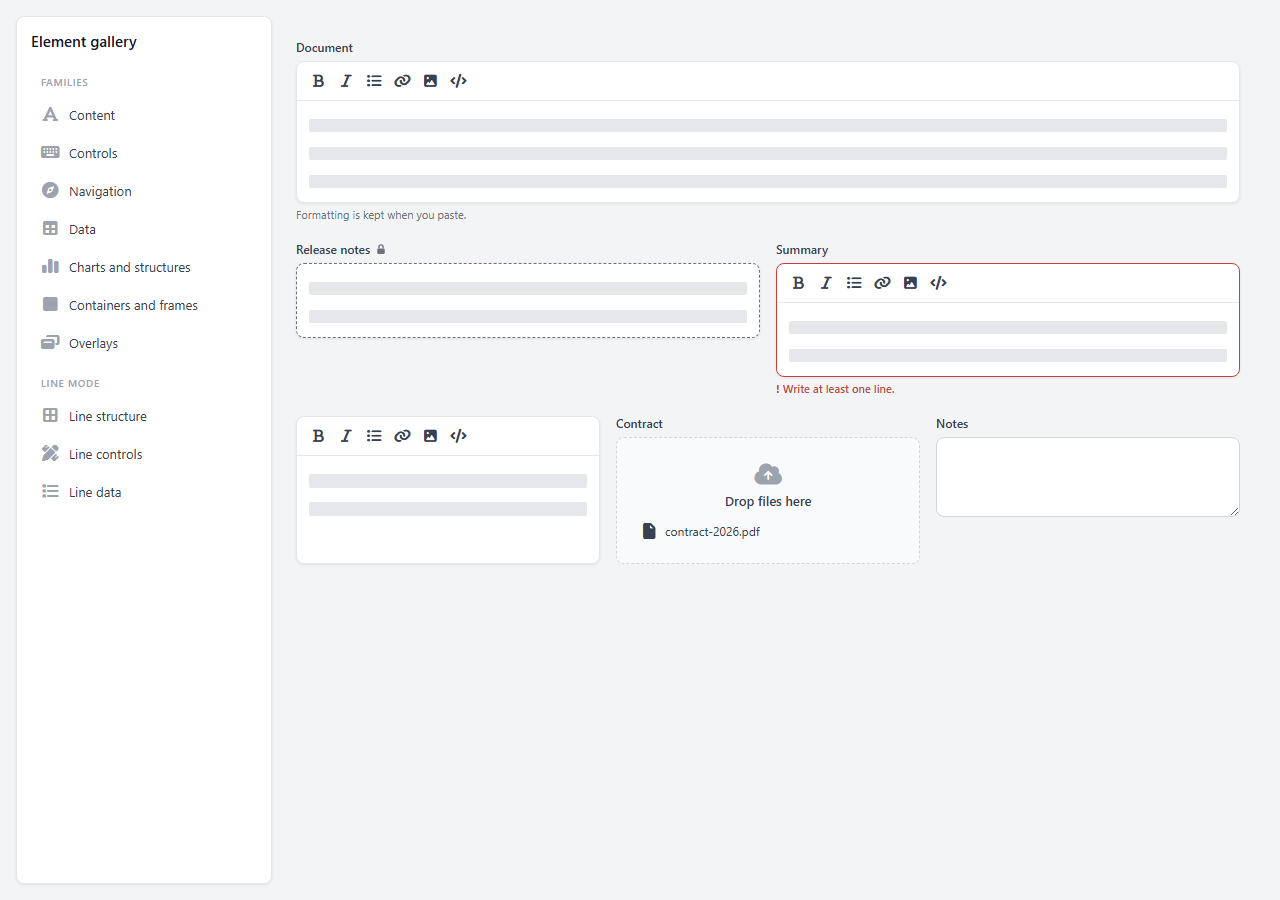 Element gallery
FAMILIES
Content
Controls
Navigation
Data
Charts and structures
Containers and frames
Overlays
LINE MODE
Line structure
Line controls
Line data
Document
Formatting is kept when you paste.
Release notes
Summary
! Write at least one line.
Contract
Drop files here
contract-2026.pdf
Notes